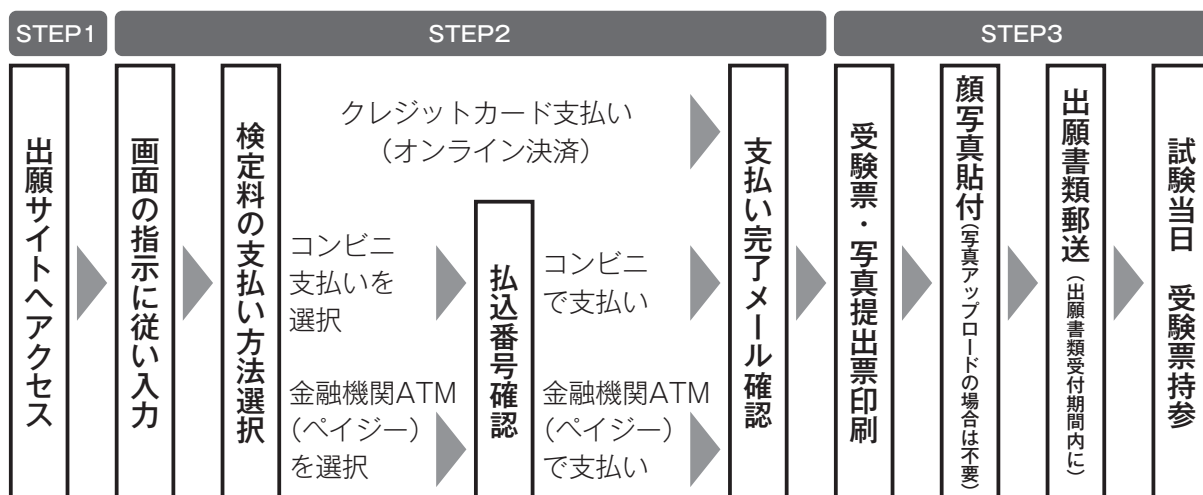 STEP1
出願サイトへアクセス
STEP2
画面の指示に従い入力
検定料の支払い方法選択
クレジットカード支払い
（オンライン決済）
コンビニ
支払いを
選択
金融機関ATM
（ペイジー）
を選択
払込番号確認
コンビニ
で支払い
金融機関ATM
（ペイジー）
で支払い
支払い完了メール確認
STEP3
受験票・写真提出票印刷
顔写真貼付（写真アップロードの場合は不要）
出願書類郵送（出願書類受付期間内に）
試験当日　受験票持参